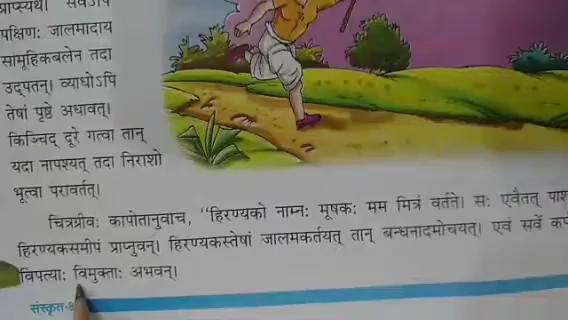 प्राप्स्यथ। सर्वेऽपि
पक्षिणः जालमादाय
सामूहिकबलेन तदा
उद्पतन्। व्याधोऽपि
तेषां पृष्ठे अधावत्।
किञ्चिद् दूरे गत्वा तान्
यदा नापश्यत् तदा निराशो
भूत्वा परावर्तत्।
चित्रग्रीवः कापोतानुवाच, "हिरण्यको नाम्नः मूषकः मम मित्रं वर्तते। सः एवैतत्
हिरण्यकसमीपं प्राप्नुवन्। हिरण्यकस्तेषां जालमकर्तयत् तान् बन्धनादमोचयत्। एवं सर्वे
विपत्याः विमुक्ताः अभवन्।
संस्कृत-8